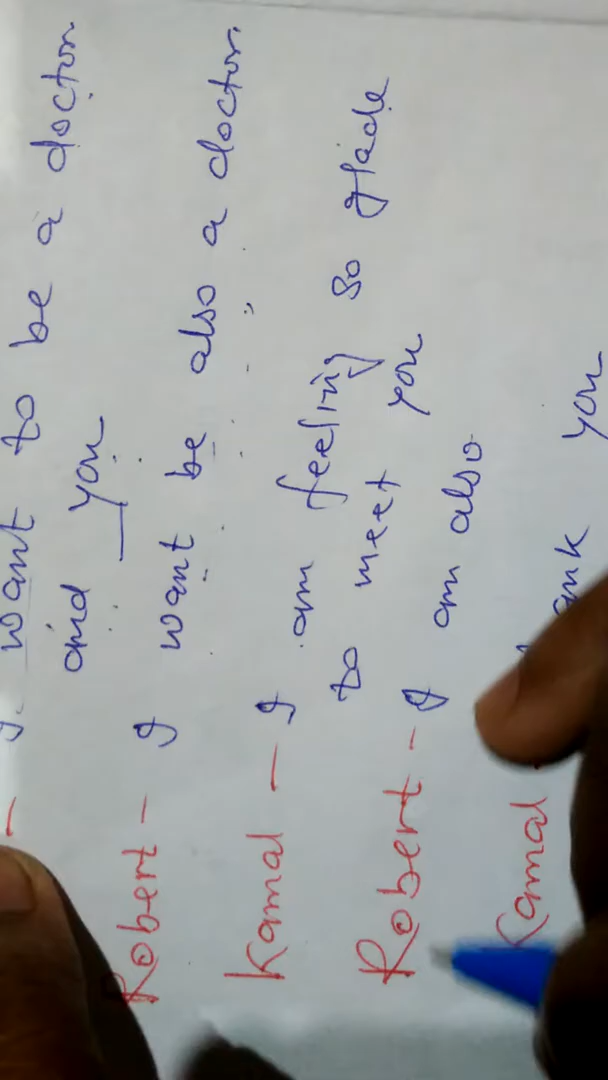 - I want to be a doctor
and you
Robert - I want be also a doctor.
Kamal - I am feeling so glade
to meet you
Robert - I am also
Kamal you